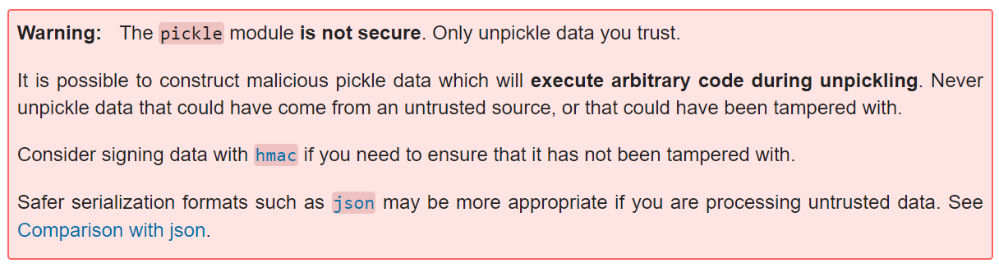 Warning: The pickle module is not secure. Only unpickle data you trust.
It is possible to construct malicious pickle data which will execute arbitrary code during unpickling. Never
unpickle data that could have come from an untrusted source, or that could have been tampered with.
Consider signing data with hmac if you need to ensure that it has not been tampered with.
Safer serialization formats such as json may be more appropriate if you are processing untrusted data. See
Comparison with json.